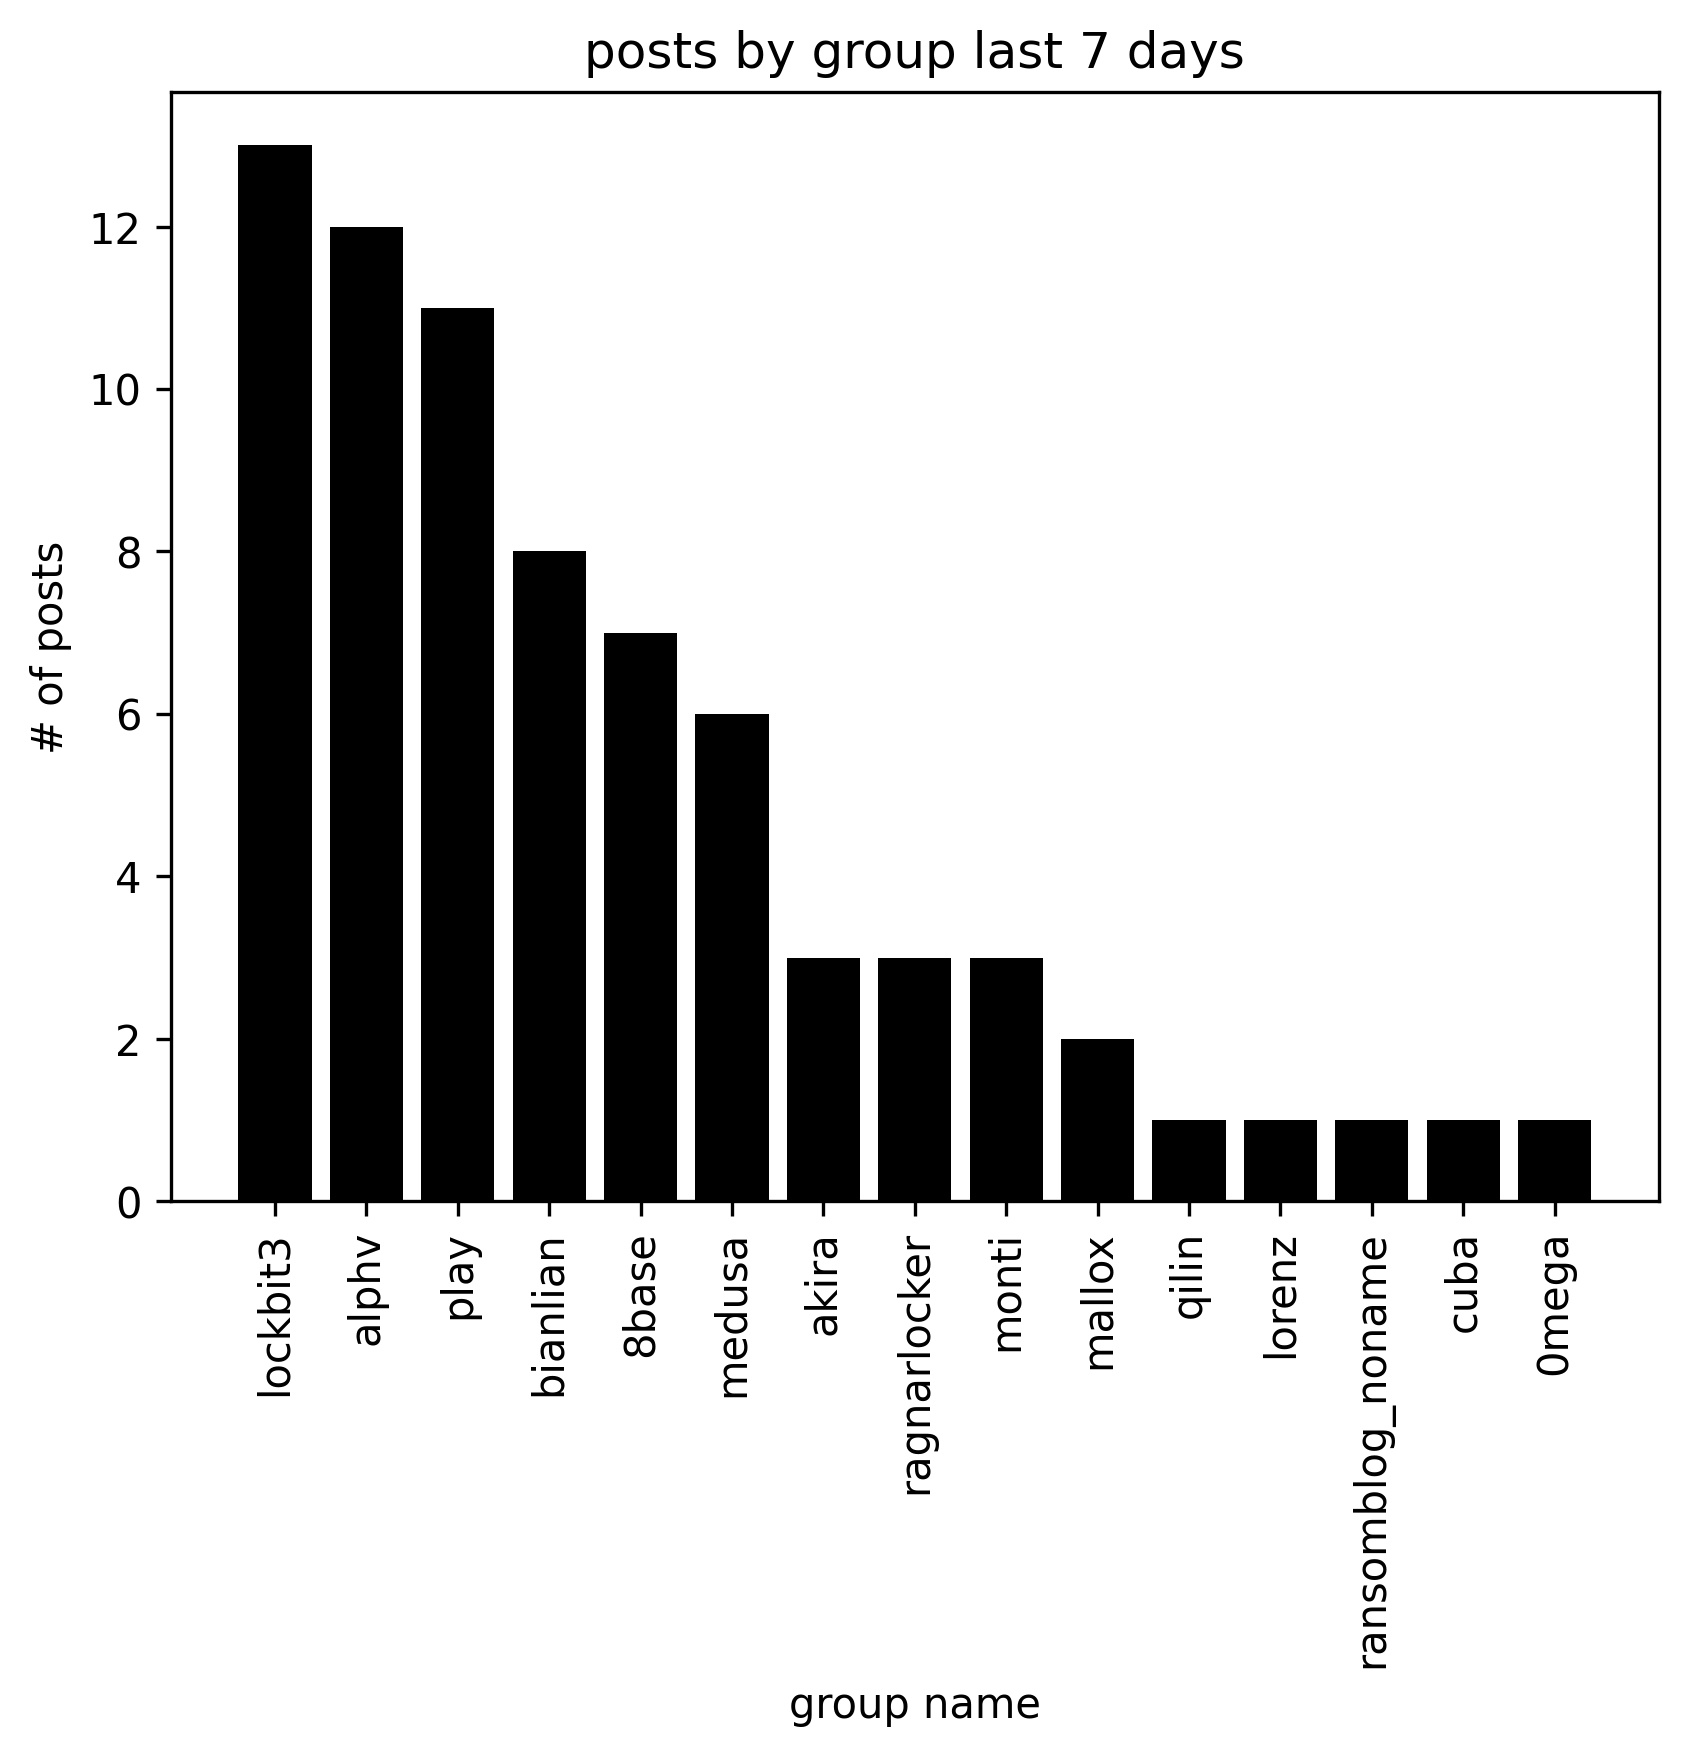 posts by group last 7 days
# of posts
12
10
8
6
4
2
0
lockbit3
alphv
play
bianlian
8base
medusa
akira
ragnarlocker
monti
mallox
qilin
lorenz
ransomblog_noname
cuba
0mega
group name